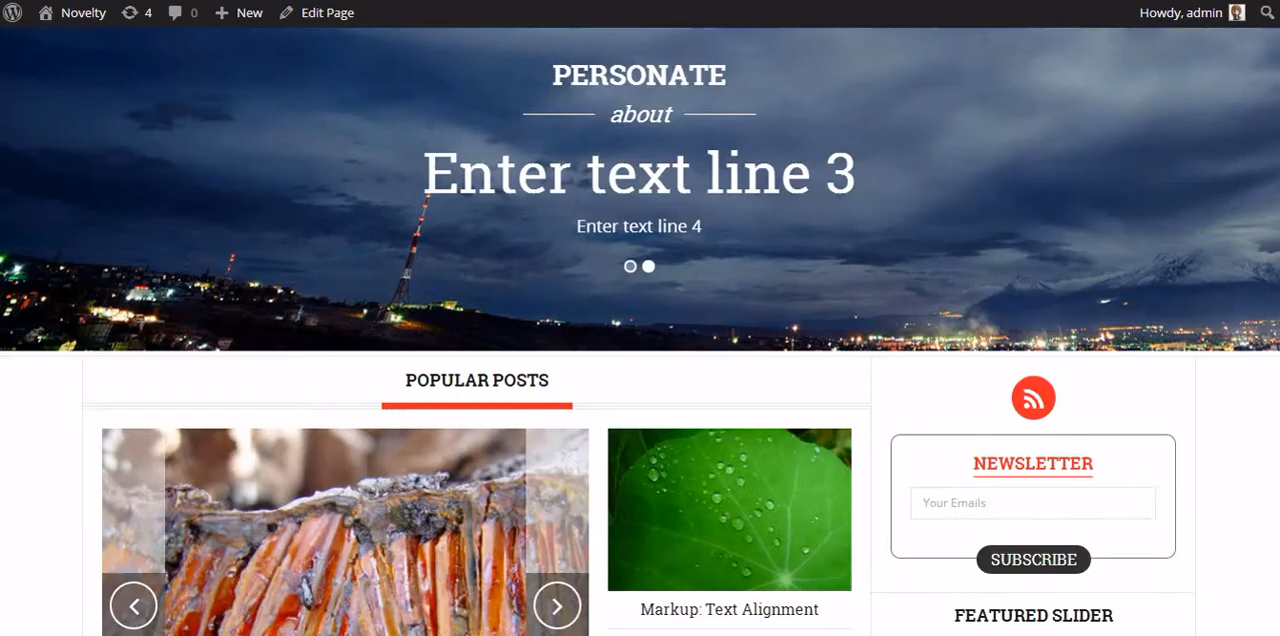 Novelty 4 0 New Edit Page Howdy, admin
PERSONATE
about
Enter text line 3
Enter text line 4
POPULAR POSTS
NEWSLETTER
Your Emails
SUBSCRIBE
Markup: Text Alignment
FEATURED SLIDER